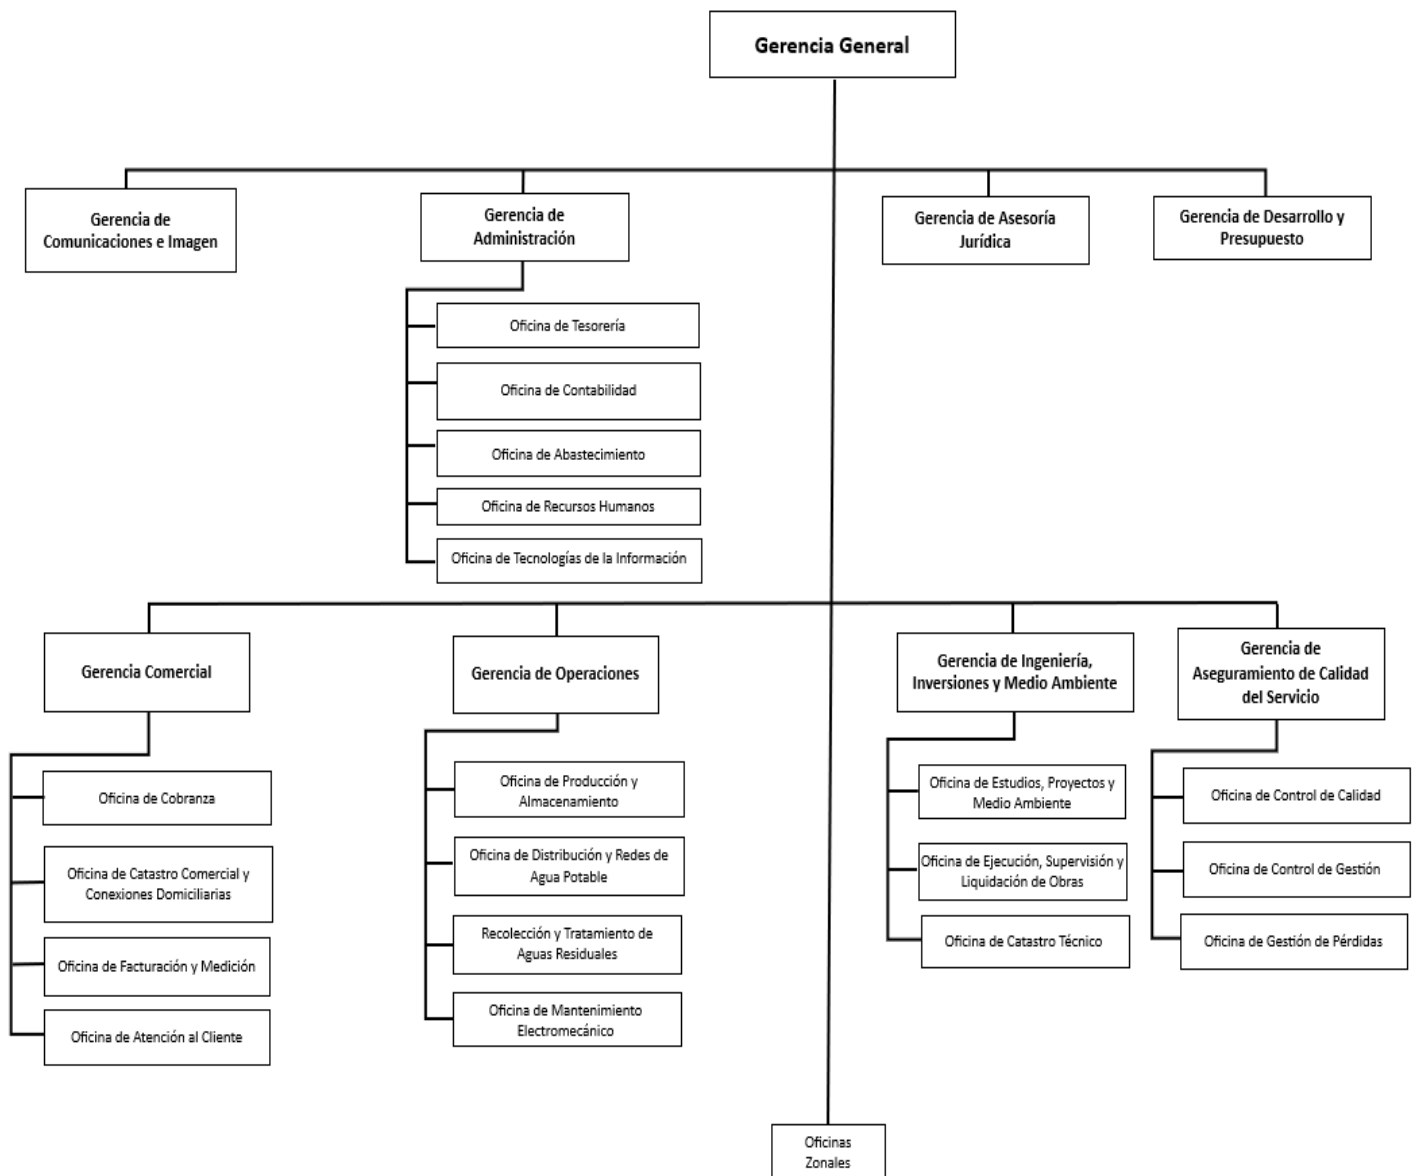 Gerencia General
Gerencia de
Comunicaciones e Imagen
Gerencia de
Administración
Gerencia de Asesoría
Jurídica
Gerencia de Desarrollo y
Presupuesto
Oficina de Tesorería
Oficina de Contabilidad
Oficina de Abastecimiento
Oficina de Recursos Humanos
Oficina de Tecnologías de la Información
Gerencia Comercial
Gerencia de Operaciones
Gerencia de Ingeniería,
Inversiones y Medio Ambiente
Gerencia de
Aseguramiento de Calidad
del Servicio
Oficina de Cobranza
Oficina de Catastro Comercial y
Conexiones Domiciliarias
Oficina de Facturación y Medición
Oficina de Atención al Cliente
Oficina de Producción y
Almacenamiento
Oficina de Distribución y Redes de
Agua Potable
Recolección y Tratamiento de
Aguas Residuales
Oficina de Mantenimiento
Electromecánico
Oficina de Estudios, Proyectos y
Medio Ambiente
Oficina de Ejecución, Supervisión y
Liquidación de Obras
Oficina de Catastro Técnico
Oficina de Control de Calidad
Oficina de Control de Gestión
Oficina de Gestión de Pérdidas
Oficinas
Zonales